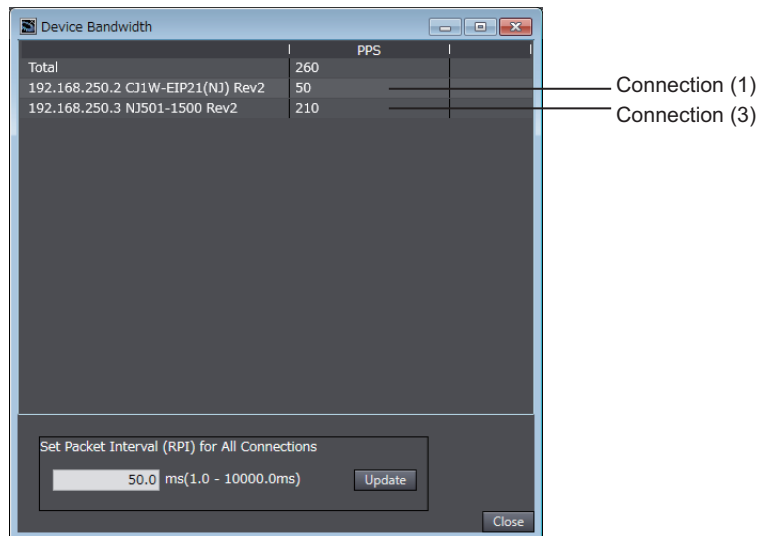 Device Bandwidth
PPS
Total 260
192.168.250.2 CJ1W-EIP21(NJ) Rev2 50 Connection (1)
192.168.250.3 NJ501-1500 Rev2 210 Connection (3)
Set Packet Interval (RPI) for All Connections
50.0 ms(1.0 - 10000.0ms) Update
Close